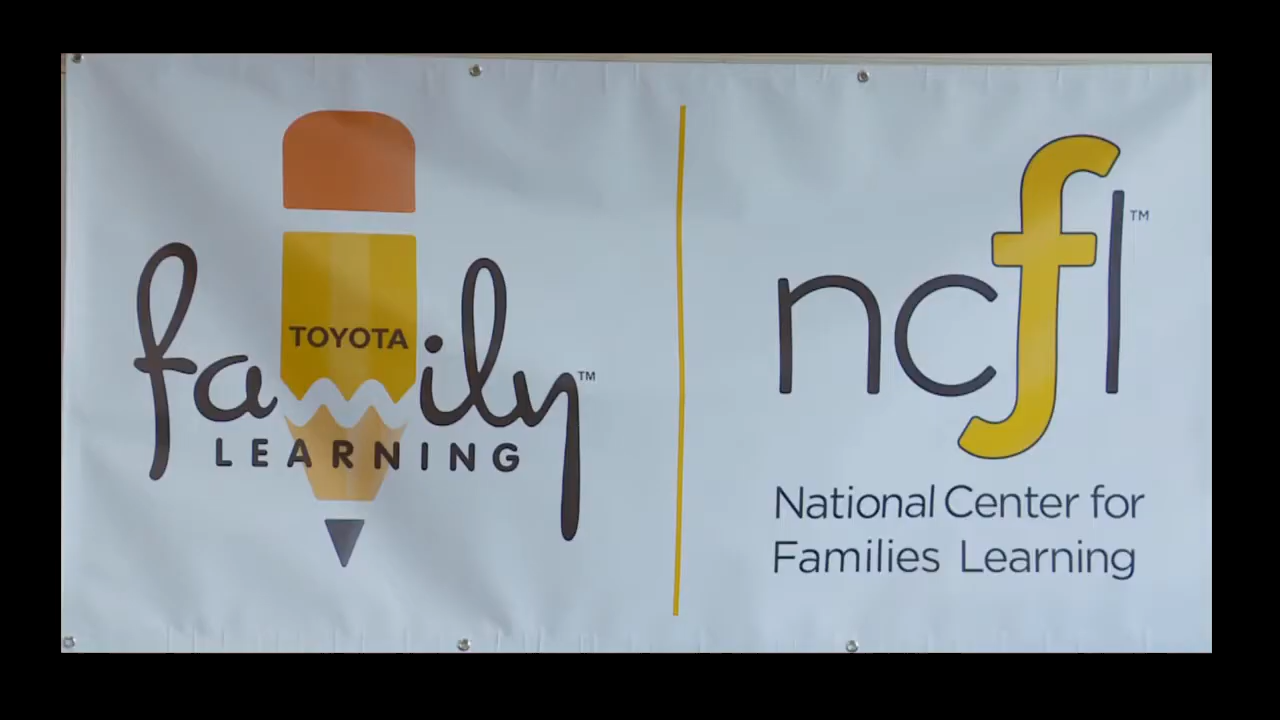 TOYOTA
family™
LEARNING
ncfl™
National Center for
Families Learning